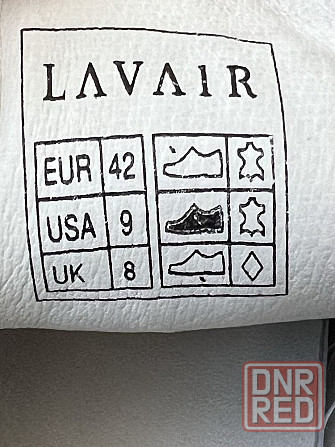 LAVAIR
EUR 42
USA 9
UK 8
DNR
RED